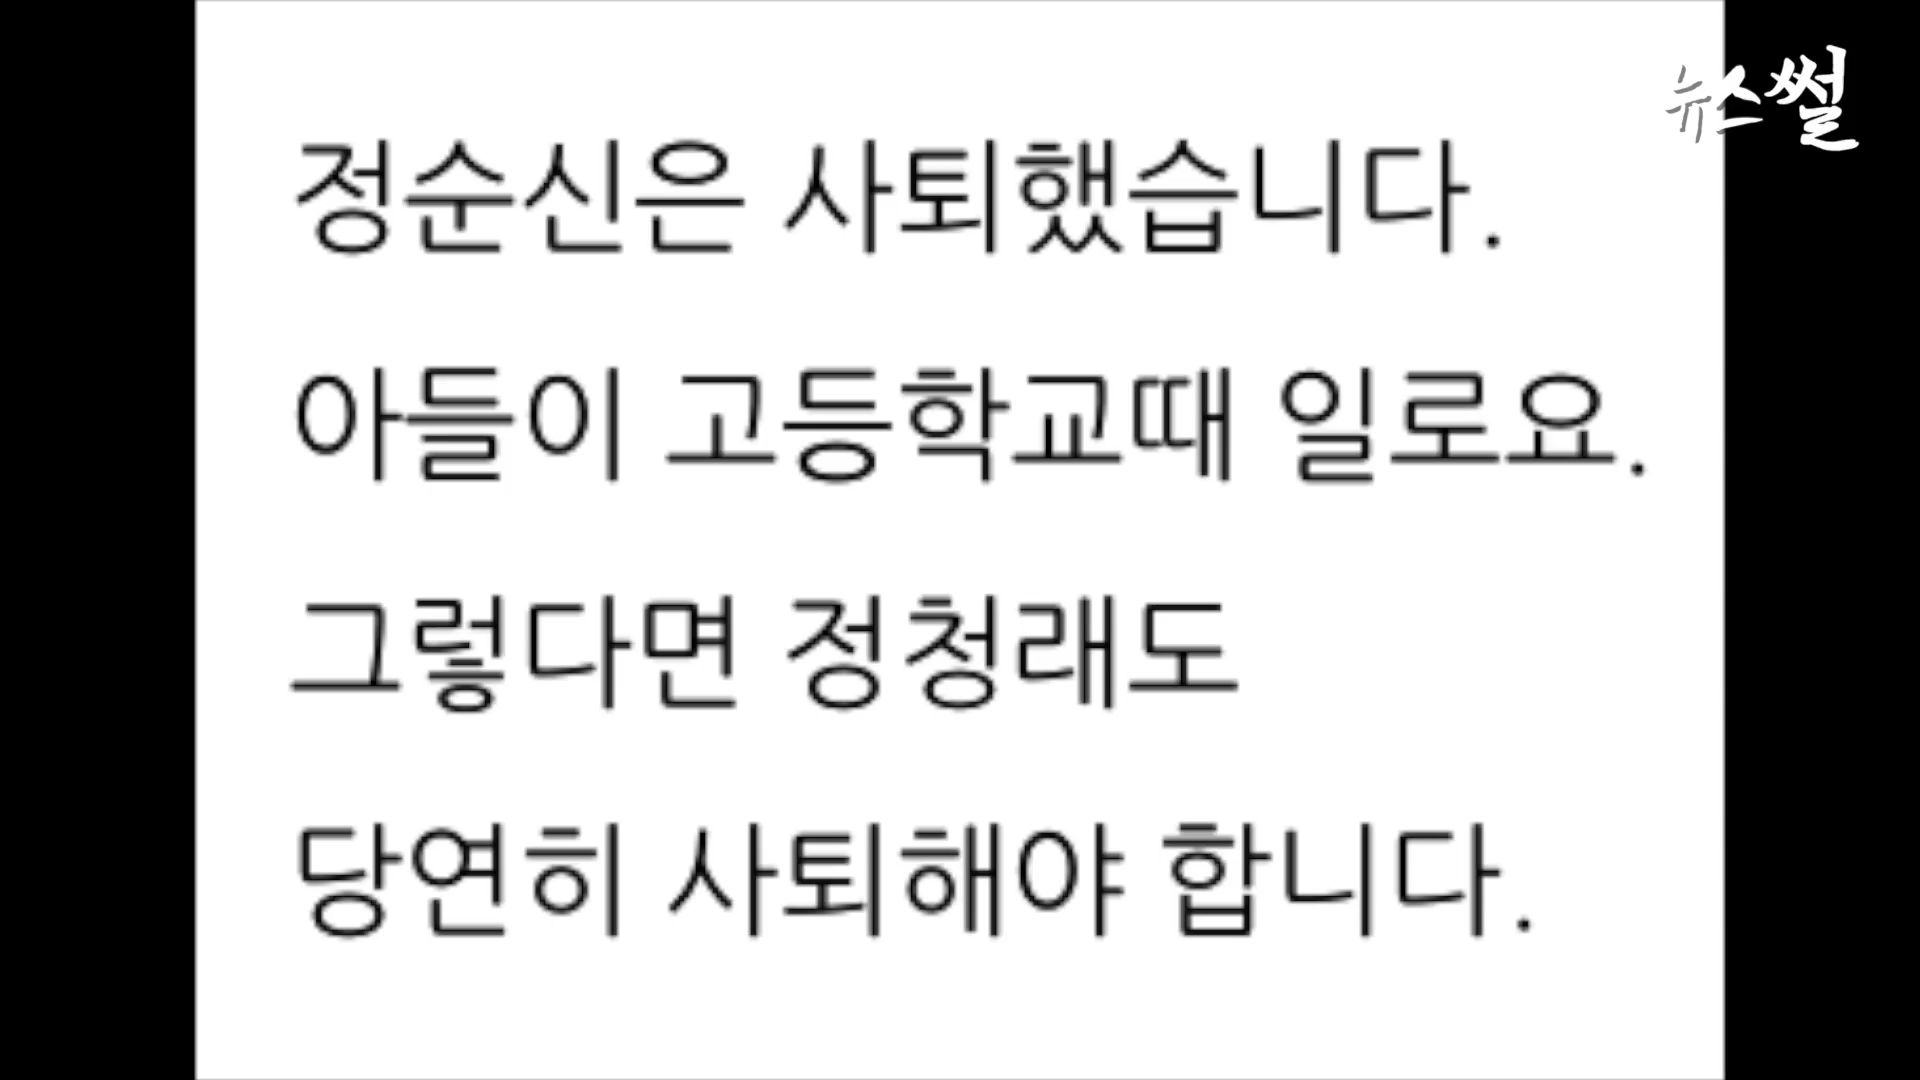 뉴스썰
정순신은 사퇴했습니다.
아들이 고등학교때 일로요.
그렇다면 정청래도
당연히 사퇴해야 합니다.